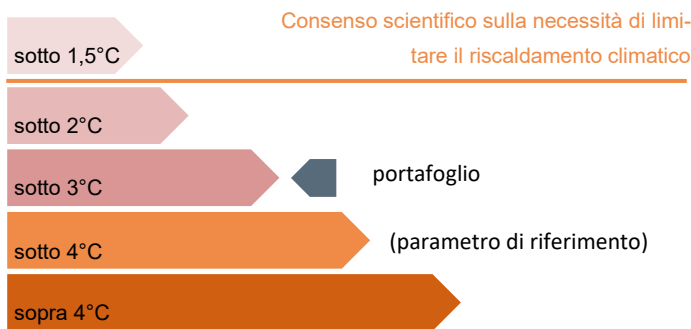 Consenso scientifico sulla necessità di limi-
tare il riscaldamento climatico
sotto 1,5°C
sotto 2°C
sotto 3°C
portafoglio
sotto 4°C
(parametro di riferimento)
sopra 4°C